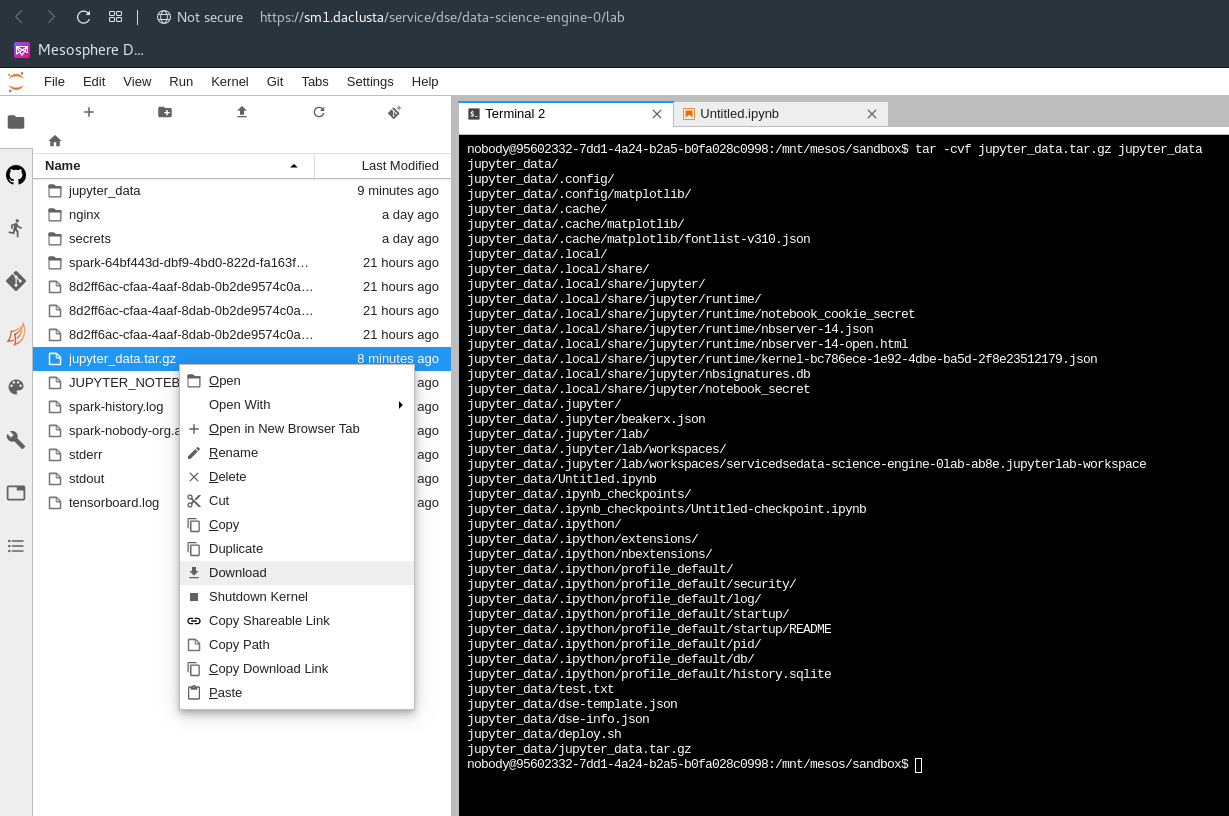 Not secure https://sm1.daclusta/service/dse/data-science-engine-0/lab
Mesosphere D...
File Edit View Run Kernel Git Tabs Settings Help
Name Last Modified
jupyter_data 9 minutes ago
nginx a day ago
secrets a day ago
spark-64bf443d-dbf9-4bd0-822d-fa163f… 21 hours ago
8d2ff6ac-cfaa-4aaf-8dab-0b2de9574c0a… 21 hours ago
8d2ff6ac-cfaa-4aaf-8dab-0b2de9574c0a… 21 hours ago
8d2ff6ac-cfaa-4aaf-8dab-0b2de9574c0a… 21 hours ago
jupyter_data.tar.gz 8 minutes ago
JUPYTER_NOTEB ago
spark-history.log ago
spark-nobody-org.a ago
stderr ago
stdout ago
tensorboard.log ago
Open
Open With
Open in New Browser Tab
Rename
Delete
Cut
Copy
Duplicate
Download
Shutdown Kernel
Copy Shareable Link
Copy Path
Copy Download Link
Paste
Terminal 2
Untitled.ipynb
nobody@95602332-7dd1-4a24-b2a5-b0fa028c0998:/mnt/mesos/sandbox$ tar -cvf jupyter_data.tar.gz jupyter_data
jupyter_data/
jupyter_data/.config/
jupyter_data/.config/matplotlib/
jupyter_data/.cache/
jupyter_data/.cache/matplotlib/
jupyter_data/.cache/matplotlib/fontlist-v310.json
jupyter_data/.local/
jupyter_data/.local/share/
jupyter_data/.local/share/jupyter/
jupyter_data/.local/share/jupyter/runtime/
jupyter_data/.local/share/jupyter/runtime/notebook_cookie_secret
jupyter_data/.local/share/jupyter/runtime/nbserver-14.json
jupyter_data/.local/share/jupyter/runtime/nbserver-14-open.html
jupyter_data/.local/share/jupyter/runtime/kernel-bc786ece-1e92-4dbe-ba5d-2f8e23512179.json
jupyter_data/.local/share/jupyter/nbsignatures.db
jupyter_data/.local/share/jupyter/notebook_secret
jupyter_data/.jupyter/
jupyter_data/.jupyter/beakerx.json
jupyter_data/.jupyter/lab/
jupyter_data/.jupyter/lab/workspaces/
jupyter_data/.jupyter/lab/workspaces/servicedsedata-science-engine-0lab-ab8e.jupyterlab-workspace
jupyter_data/Untitled.ipynb
jupyter_data/.ipynb_checkpoints/
jupyter_data/.ipynb_checkpoints/Untitled-checkpoint.ipynb
jupyter_data/.ipython/
jupyter_data/.ipython/extensions/
jupyter_data/.ipython/nbextensions/
jupyter_data/.ipython/profile_default/
jupyter_data/.ipython/profile_default/security/
jupyter_data/.ipython/profile_default/log/
jupyter_data/.ipython/profile_default/startup/
jupyter_data/.ipython/profile_default/startup/README
jupyter_data/.ipython/profile_default/pid/
jupyter_data/.ipython/profile_default/db/
jupyter_data/.ipython/profile_default/history.sqlite
jupyter_data/test.txt
jupyter_data/dse-template.json
jupyter_data/dse-info.json
jupyter_data/deploy.sh
jupyter_data/jupyter_data.tar.gz
nobody@95602332-7dd1-4a24-b2a5-b0fa028c0998:/mnt/mesos/sandbox$